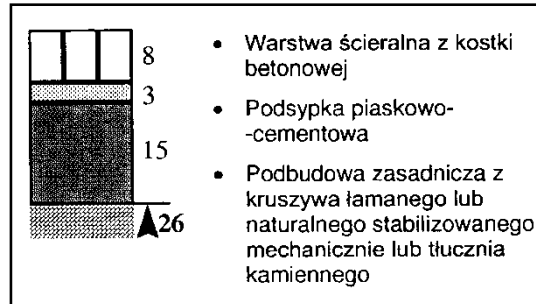 8
3
15
26
• Warstwa ścieralna z kostki
betonowej
• Podsypka piaskowo-
-cementowa
• Podbudowa zasadnicza z
kruszywa łamanego lub
naturalnego stabilizowanego
mechanicznie lub tłucznia
kamiennego